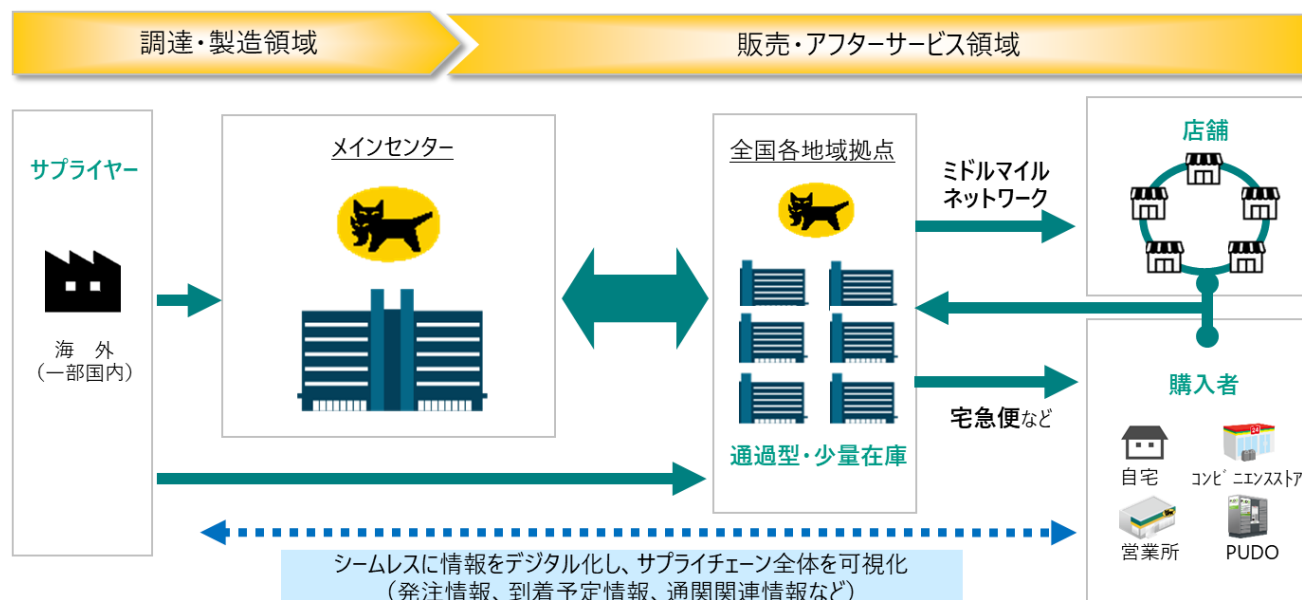 調達・製造領域
販売・アフターサービス領域
サプライヤー
海　外
（一部国内）
メインセンター
全国各地域拠点
通過型・少量在庫
ミドルマイル
ネットワーク
宅急便など
店舗
購入者
自宅
コンビニエンスストア
営業所
PUDO
シームレスに情報をデジタル化し、サプライチェーン全体を可視化
（発注情報、到着予定情報、通関関連情報など）